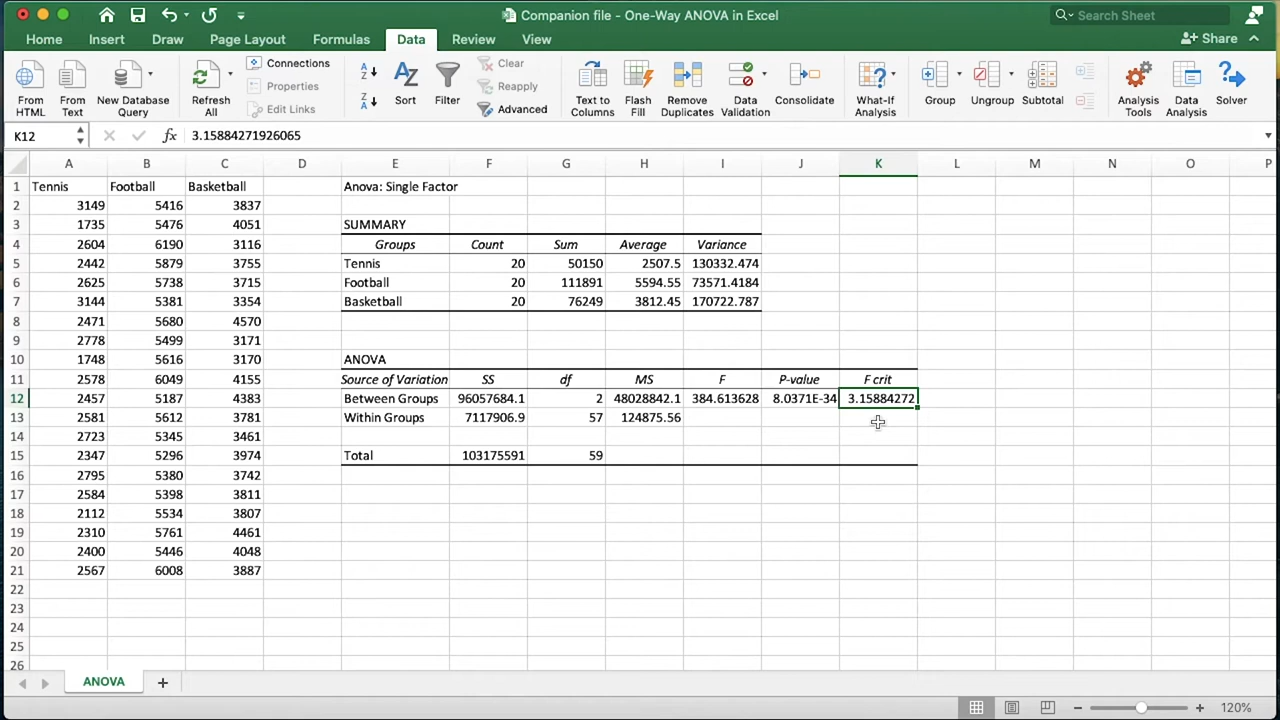 Companion file - One-Way ANOVA in Excel
Search Sheet
Home Insert Draw Page Layout Formulas Data Review View
Share
From HTML
From Text
New Database Query
Refresh All
Connections
Properties
Edit Links
Sort
Filter
Clear
Reapply
Advanced
Text to Columns
Flash Fill
Remove Duplicates
Data Validation
Consolidate
What-If Analysis
Group
Ungroup
Subtotal
Analysis Tools
Data Analysis
Solver
K12 fx 3.15884271926065
A B C D E F G H I J K L M N O P
1 Tennis Football Basketball Anova: Single Factor
2 3149 5416 3837
3 1735 5476 4051 SUMMARY
4 2604 6190 3116 Groups Count Sum Average Variance
5 2442 5879 3755 Tennis 20 50150 2507.5 130332.474
6 2625 5738 3715 Football 20 111891 5594.55 73571.4184
7 3144 5381 3354 Basketball 20 76249 3812.45 170722.787
8 2471 5680 4570
9 2778 5499 3171
10 1748 5616 3170 ANOVA
11 2578 6049 4155 Source of Variation SS df MS F P-value F crit
12 2457 5187 4383 Between Groups 96057684.1 2 48028842.1 384.613628 8.0371E-34 3.15884272
13 2581 5612 3781 Within Groups 7117906.9 57 124875.56
14 2723 5345 3461
15 2347 5296 3974 Total 103175591 59
16 2795 5380 3742
17 2584 5398 3811
18 2112 5534 3807
19 2310 5761 4461
20 2400 5446 4048
21 2567 6008 3887
22
23
24
25
26
ANOVA
120%